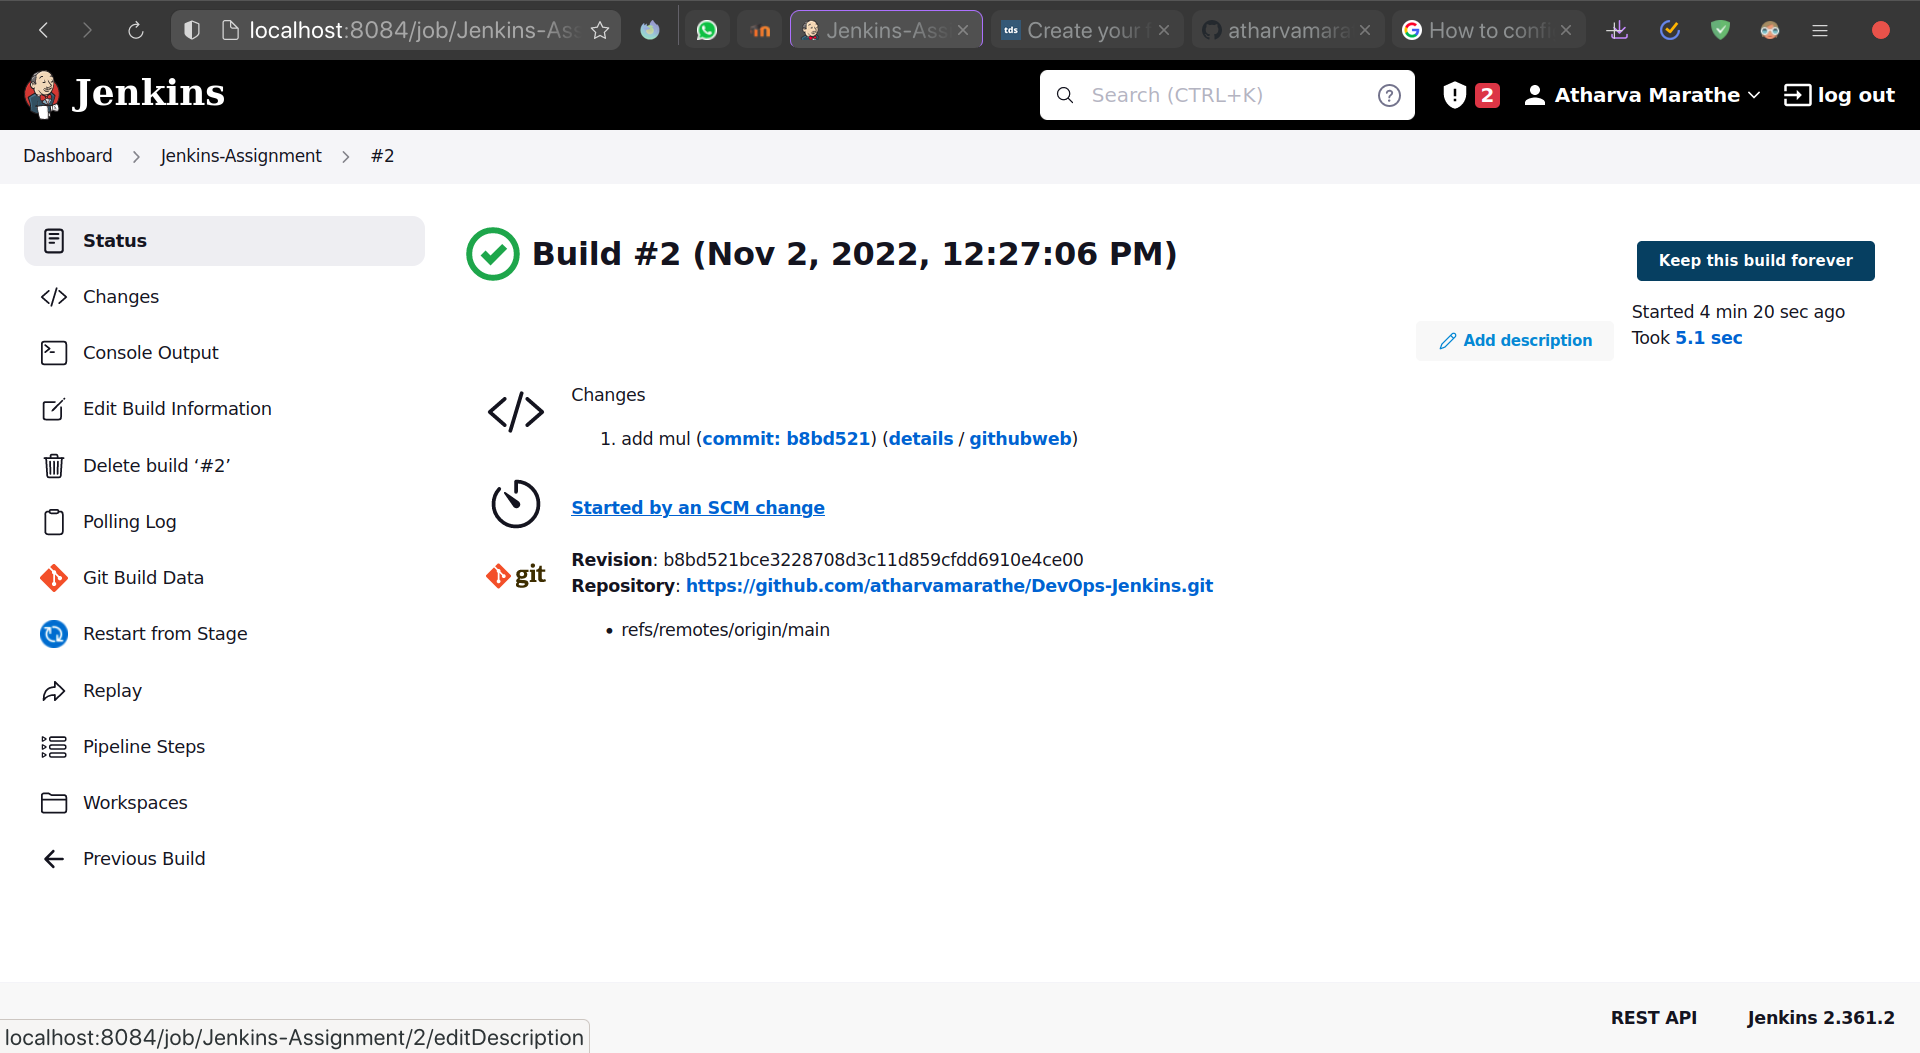 localhost:8084/job/Jenkins-As
in
Jenkins-Ass
tds
Create your
atharvamara
How to confi
Jenkins
Search (CTRL+K)
2
Atharva Marathe
log out
Dashboard
Jenkins-Assignment
#2
Status
Changes
Console Output
Edit Build Information
Delete build ‘#2’
Polling Log
Git Build Data
Restart from Stage
Replay
Pipeline Steps
Workspaces
Previous Build
Build #2 (Nov 2, 2022, 12:27:06 PM)
Keep this build forever
Started 4 min 20 sec ago
Took 5.1 sec
Add description
Changes
1. add mul (commit: b8bd521) (details / githubweb)
Started by an SCM change
git
Revision: b8bd521bce3228708d3c11d859cfdd6910e4ce00
Repository: https://github.com/atharvamarathe/DevOps-Jenkins.git
• refs/remotes/origin/main
REST API
Jenkins 2.361.2
localhost:8084/job/Jenkins-Assignment/2/editDescription